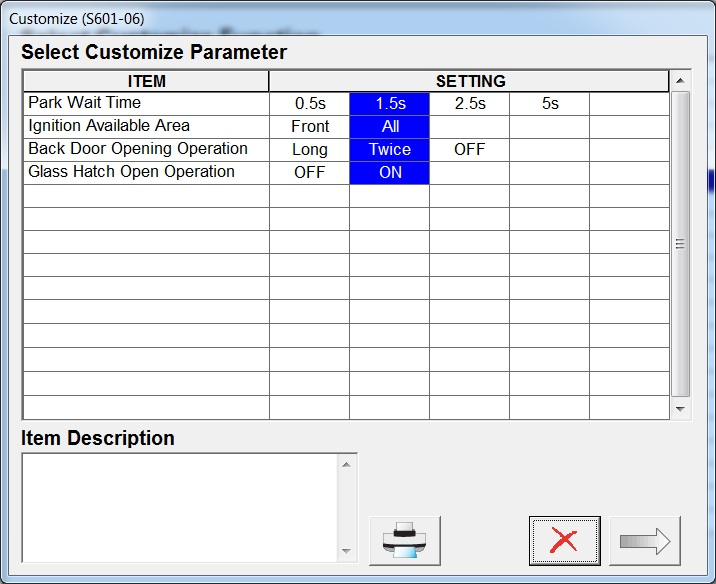 Customize (S601-06)
Select Customize Parameter
ITEM SETTING
Park Wait Time 0.5s 1.5s 2.5s 5s
Ignition Available Area Front All
Back Door Opening Operation Long Twice OFF
Glass Hatch Open Operation OFF ON
Item Description